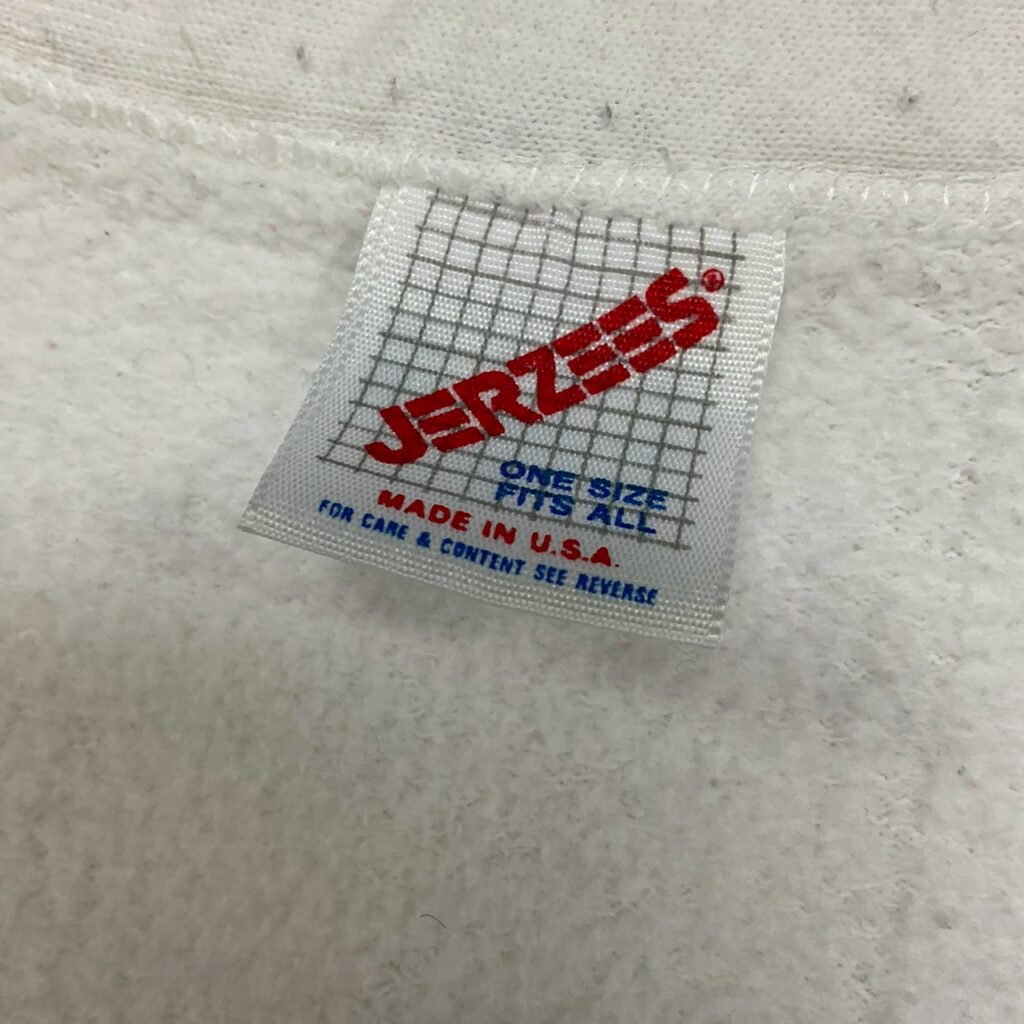 JERZEES®
ONE SIZE
FITS ALL
MADE IN U.S.A.
FOR CARE & CONTENT SEE REVERSE